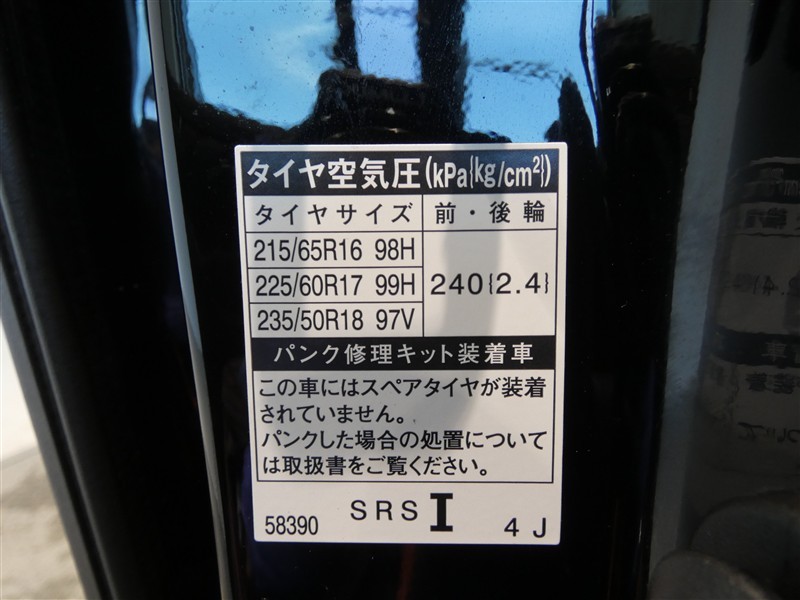 タイヤ空気圧(kPa{kg/cm²})
タイヤサイズ 前・後輪
215/65R16 98H
225/60R17 99H 240{2.4}
235/50R18 97V
パンク修理キット装着車
この車にはスペアタイヤが装着
されていません。
パンクした場合の処置について
は取扱書をご覧ください。
58390 SRS I 4J